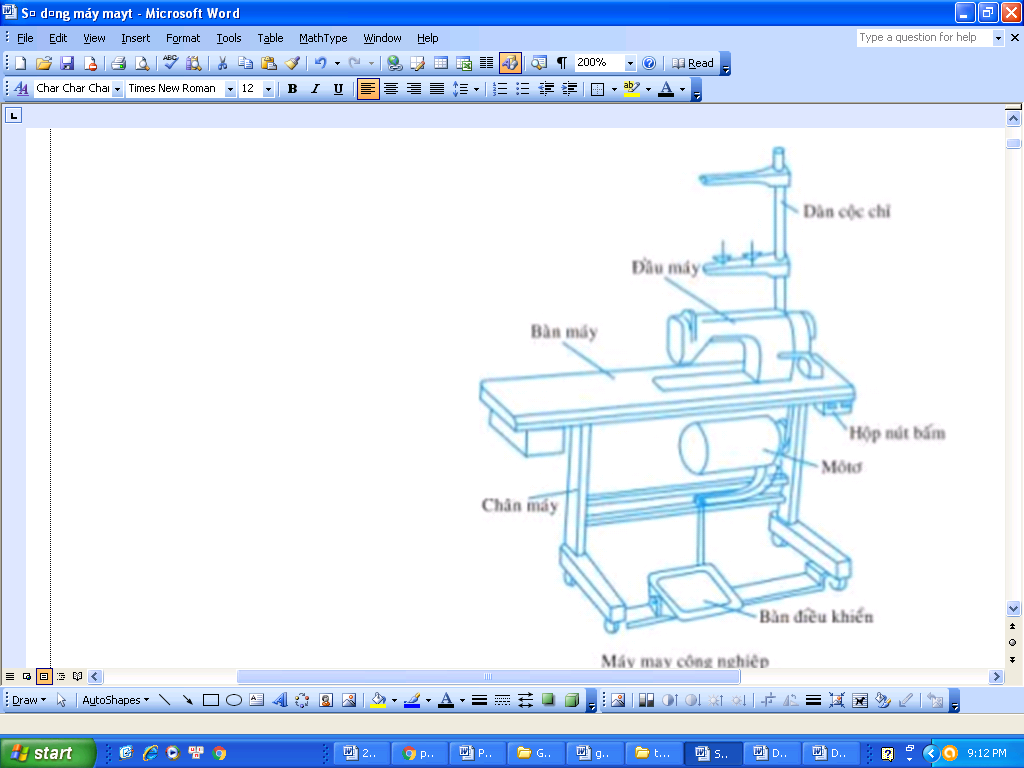 S¤ d¤ng máy mayt - Microsoft Word
File Edit View Insert Format Tools Table MathType Window Help
Type a question for help
200%
Read
Char Char Char
Times New Roman
12
B I U
Dàn cộc chỉ
Đầu máy
Bàn máy
Hộp nút bấm
Môtơ
Chân máy
Bàn điều khiển
Máy may công nghiệp
Draw
AutoShapes
start
2..
p..
P..
G..
g..
t...
S..
D..
D..
9:12 PM